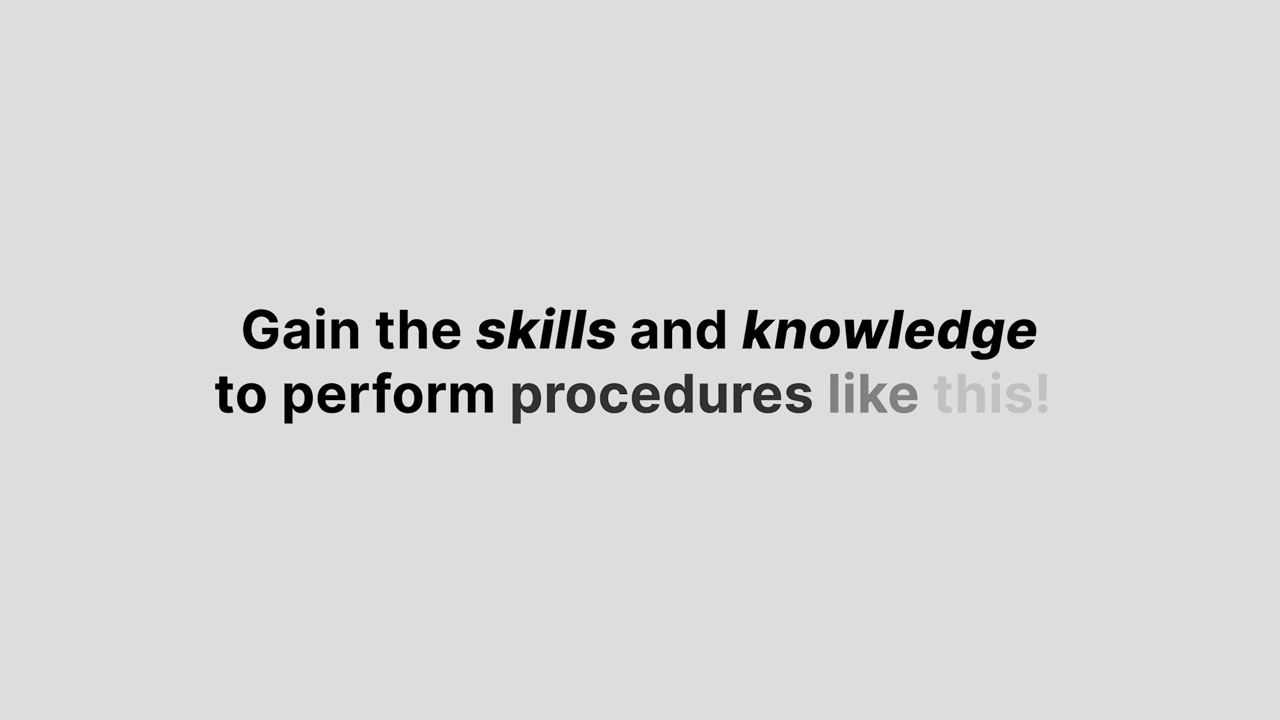 Gain the skills and knowledge
to perform procedures like this!